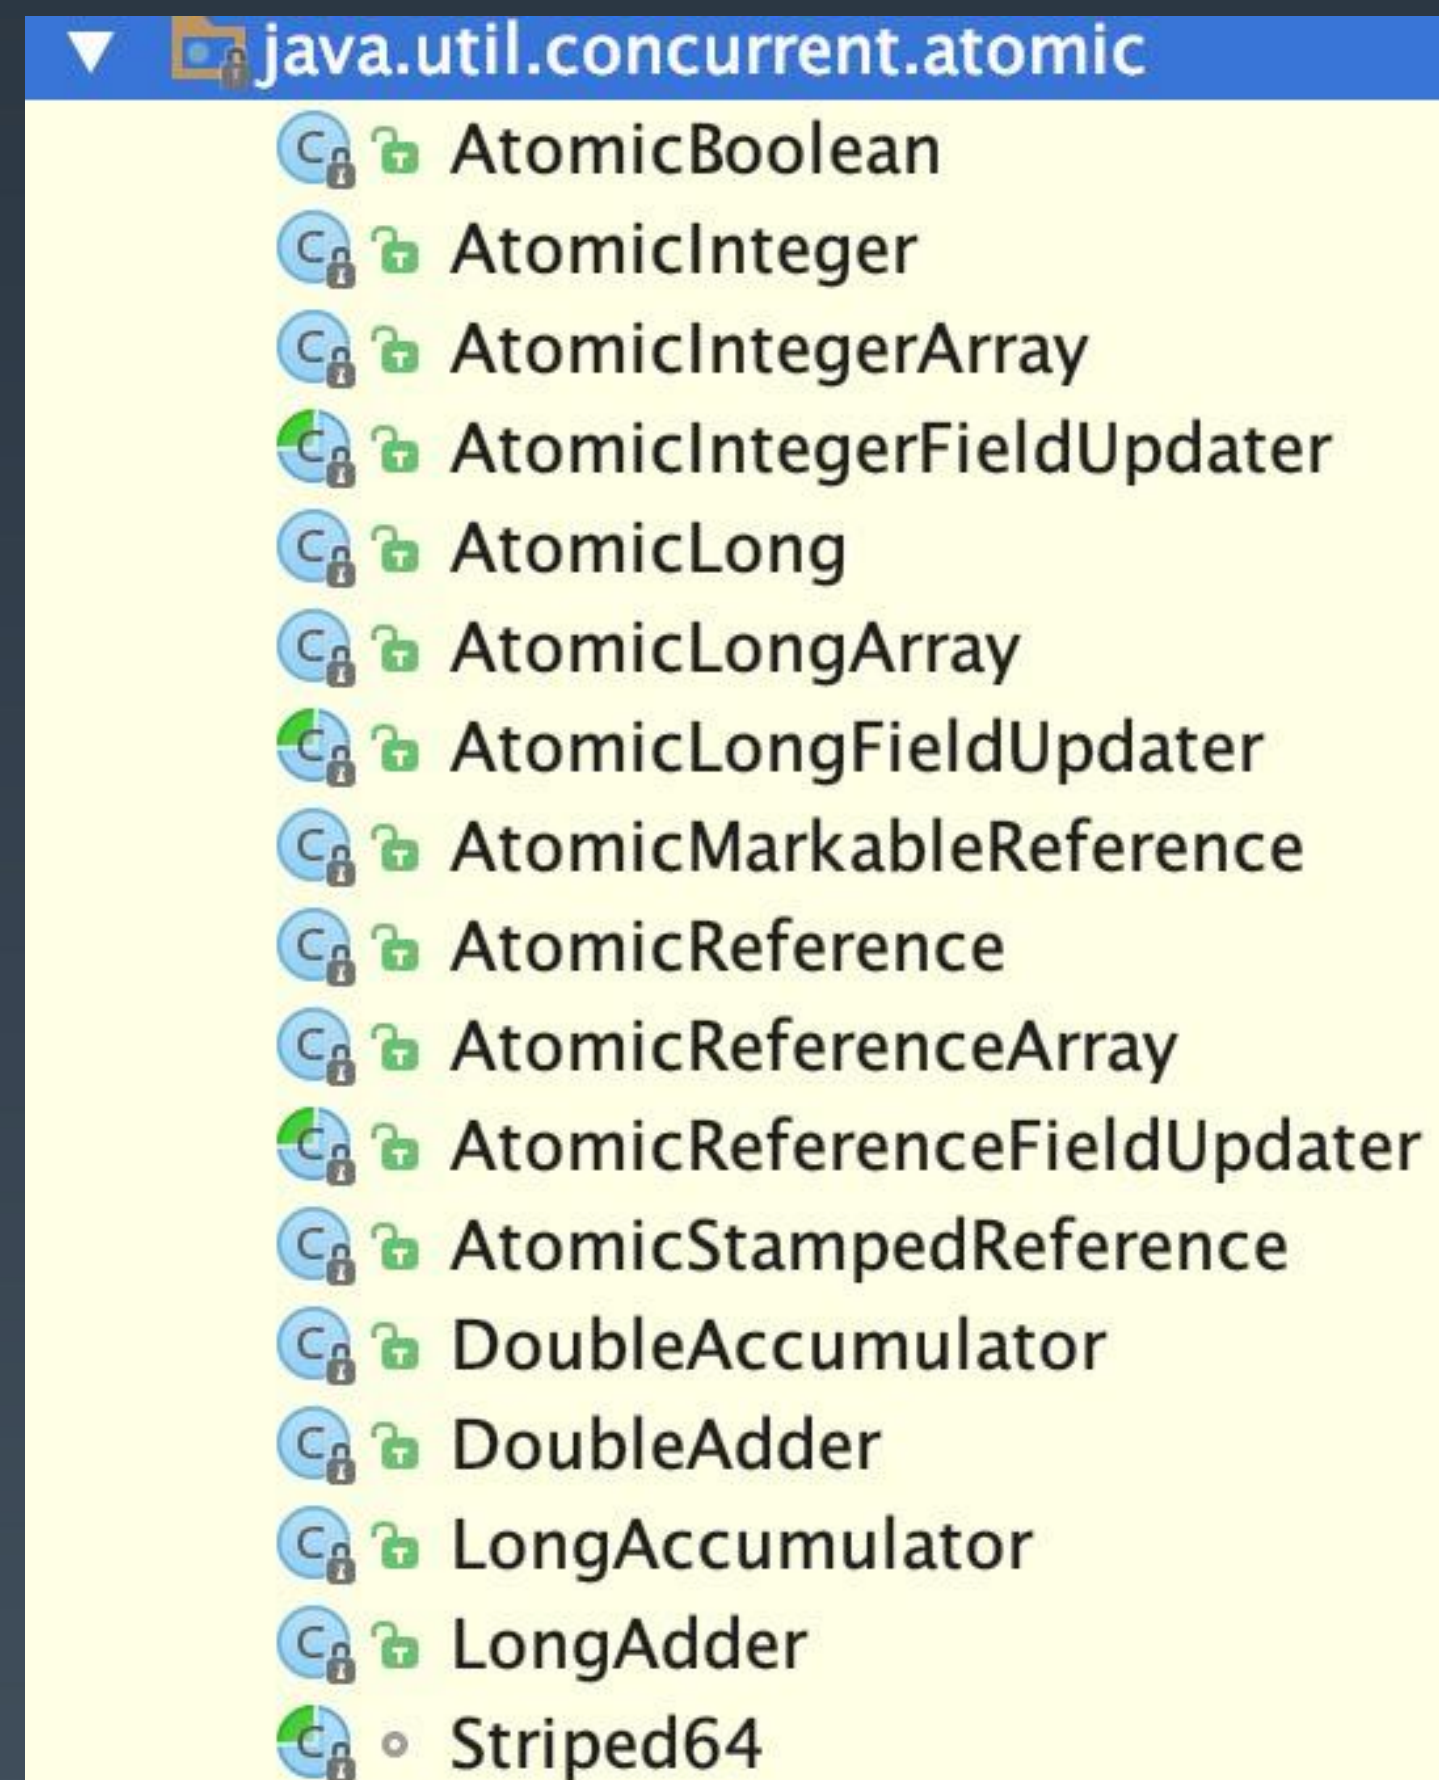 java.util.concurrent.atomic
AtomicBoolean
AtomicInteger
AtomicIntegerArray
AtomicIntegerFieldUpdater
AtomicLong
AtomicLongArray
AtomicLongFieldUpdater
AtomicMarkableReference
AtomicReference
AtomicReferenceArray
AtomicReferenceFieldUpdater
AtomicStampedReference
DoubleAccumulator
DoubleAdder
LongAccumulator
LongAdder
Striped64